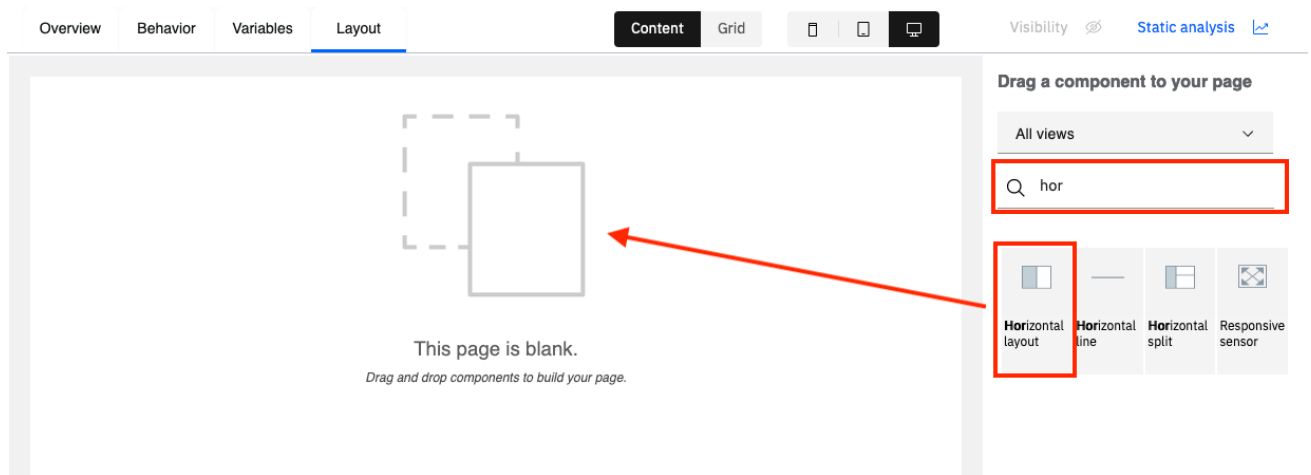 Overview Behavior Variables Layout Content Grid Visibility Static analysis
Drag a component to your page
All views
hor
Horizontal layout
Horizontal line
Horizontal split
Responsive sensor
This page is blank.
Drag and drop components to build your page.